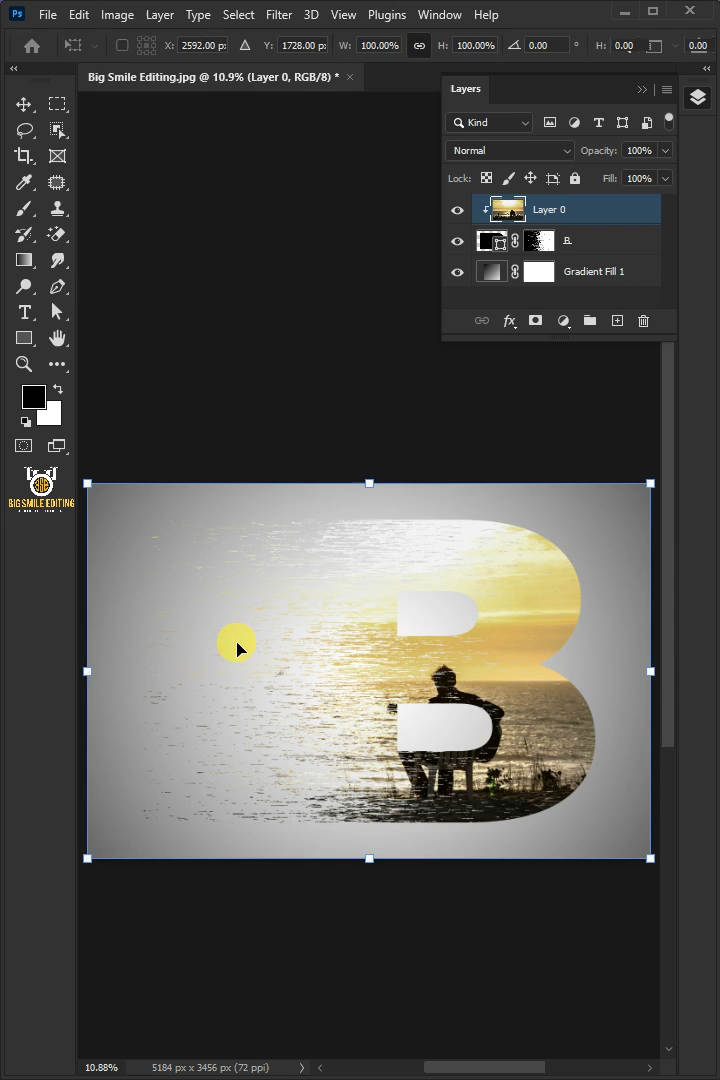 Ps File Edit Image Layer Type Select Filter 3D View Plugins Window Help
X: 2592.00 p: Y: 1728.00 p: W: 100.00% H: 100.00% 0.00 ° H: 0.00 0.00
Big Smile Editing.jpg @ 10.9% (Layer 0, RGB/8) *
Layers
Kind
Normal Opacity: 100%
Lock: Fill: 100%
Layer 0
B
Gradient Fill 1
fx
BIG SMILE EDITING
B
10.88% 5184 px x 3456 px (72 ppi)